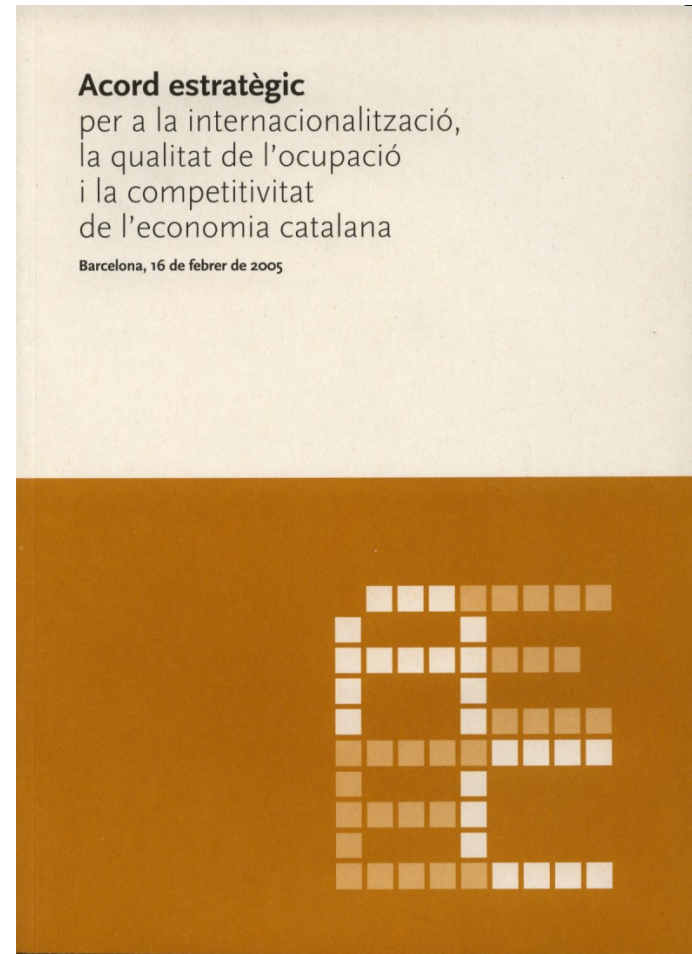 Acord estratègic
per a la internacionalització,
la qualitat de l'ocupació
i la competitivitat
de l'economia catalana
Barcelona, 16 de febrer de 2005